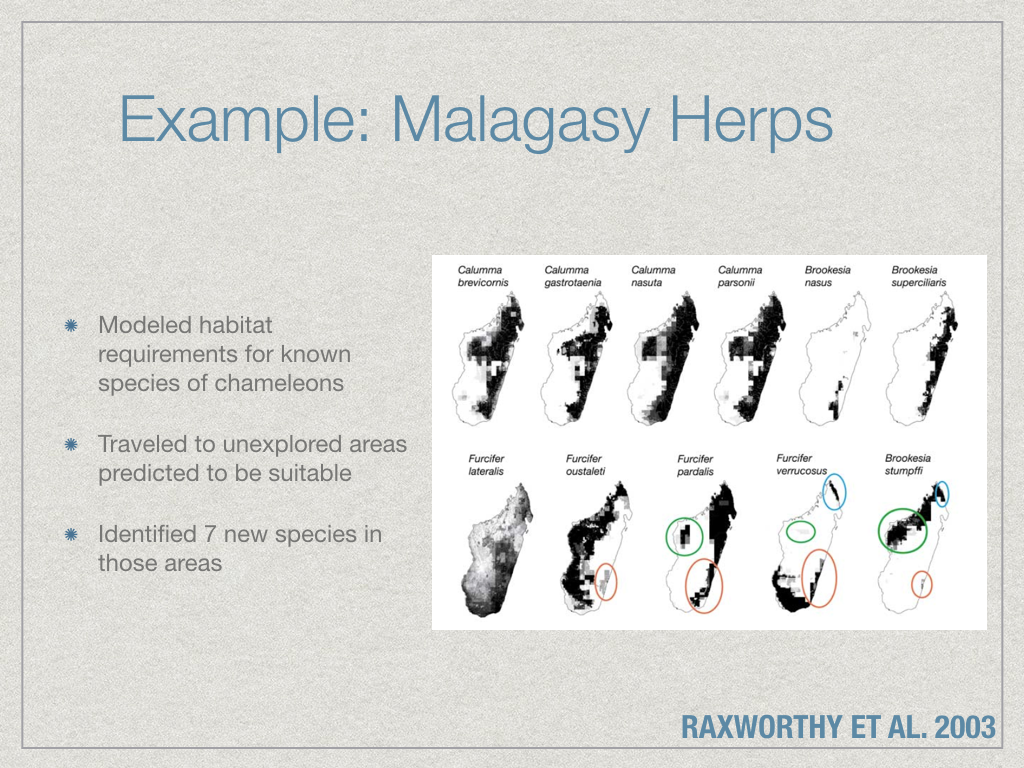 Example: Malagasy Herps
Modeled habitat
requirements for known
species of chameleons
Traveled to unexplored areas
predicted to be suitable
Identified 7 new species in
those areas
Calumma
brevicornis
Calumma
gastrotaenia
Calumma
nasuta
Calumma
parsonii
Brookesia
nasus
Brookesia
superciliaris
Furcifer
lateralis
Furcifer
oustaleti
Furcifer
pardalis
Furcifer
verrucosus
Brookesia
stumpffi
RAXWORTHY ET AL. 2003